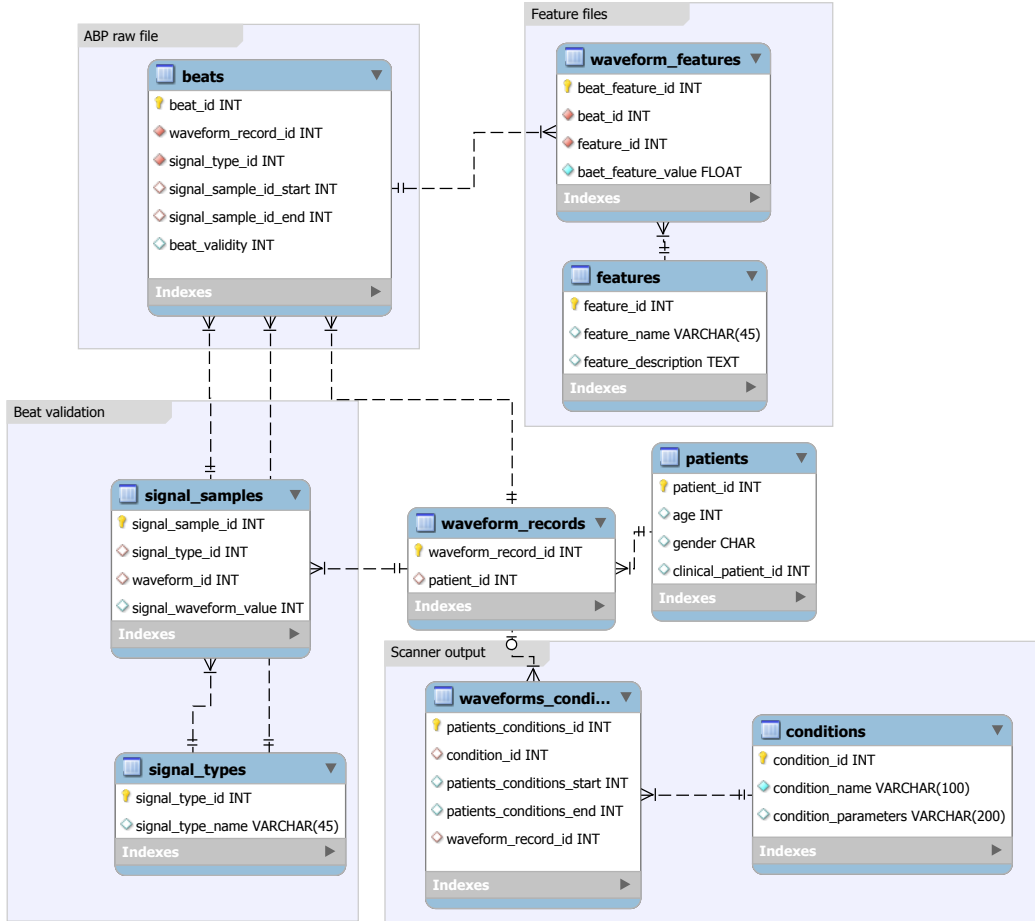 ABP raw file
beats
beat_id INT
waveform_record_id INT
signal_type_id INT
signal_sample_id_start INT
signal_sample_id_end INT
beat_validity INT
Indexes
Feature files
waveform_features
beat_feature_id INT
beat_id INT
feature_id INT
baet_feature_value FLOAT
Indexes
features
feature_id INT
feature_name VARCHAR(45)
feature_description TEXT
Indexes
Beat validation
signal_samples
signal_sample_id INT
signal_type_id INT
waveform_id INT
signal_waveform_value INT
Indexes
signal_types
signal_type_id INT
signal_type_name VARCHAR(45)
Indexes
waveform_records
waveform_record_id INT
patient_id INT
Indexes
patients
patient_id INT
age INT
gender CHAR
clinical_patient_id INT
Indexes
Scanner output
waveforms_condi...
patients_conditions_id INT
condition_id INT
patients_conditions_start INT
patients_conditions_end INT
waveform_record_id INT
Indexes
conditions
condition_id INT
condition_name VARCHAR(100)
condition_parameters VARCHAR(200)
Indexes